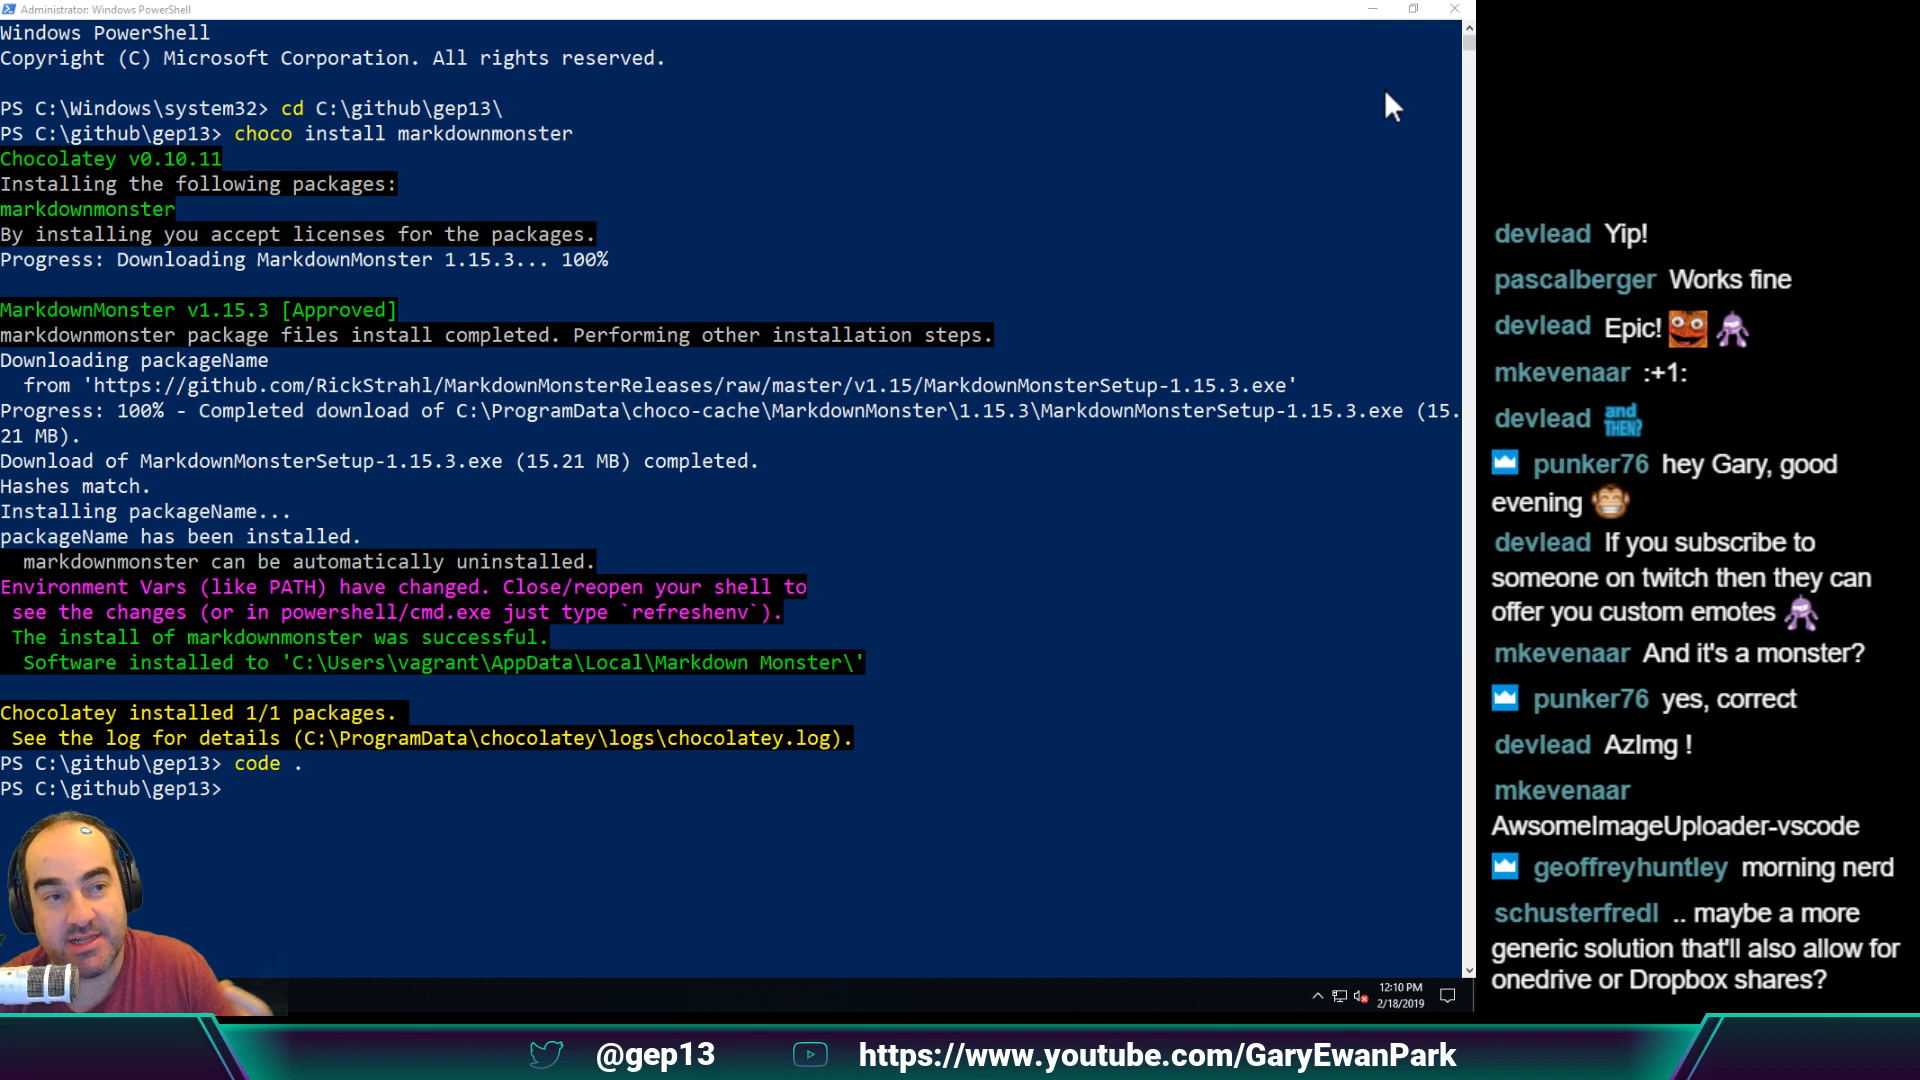 Administrator: Windows PowerShell
Windows PowerShell
Copyright (C) Microsoft Corporation. All rights reserved.
PS C:\Windows\system32> cd C:\github\gep13\
PS C:\github\gep13> choco install markdownmonster
Chocolatey v0.10.11
Installing the following packages:
markdownmonster
By installing you accept licenses for the packages.
Progress: Downloading MarkdownMonster 1.15.3... 100%
MarkdownMonster v1.15.3 [Approved]
markdownmonster package files install completed. Performing other installation steps.
Downloading packageName
from 'https://github.com/RickStrahl/MarkdownMonsterReleases/raw/master/v1.15/MarkdownMonsterSetup-1.15.3.exe'
Progress: 100% - Completed download of C:\ProgramData\choco-cache\MarkdownMonster\1.15.3\MarkdownMonsterSetup-1.15.3.exe (15.
21 MB).
Download of MarkdownMonsterSetup-1.15.3.exe (15.21 MB) completed.
Hashes match.
Installing packageName...
packageName has been installed.
markdownmonster can be automatically uninstalled.
Environment Vars (like PATH) have changed. Close/reopen your shell to
see the changes (or in powershell/cmd.exe just type `refreshenv`).
The install of markdownmonster was successful.
Software installed to 'C:\Users\vagrant\AppData\Local\Markdown Monster\'
Chocolatey installed 1/1 packages.
See the log for details (C:\ProgramData\chocolatey\logs\chocolatey.log).
PS C:\github\gep13> code .
PS C:\github\gep13>
12:10 PM
2/18/2019
devlead Yip!
pascalberger Works fine
devlead Epic!
mkevenaar :+1:
devlead and
THEN?
punker76 hey Gary, good
evening
devlead If you subscribe to
someone on twitch then they can
offer you custom emotes
mkevenaar And it's a monster?
punker76 yes, correct
devlead AzImg !
mkevenaar
AwsomeImageUploader-vscode
geoffreyhuntley morning nerd
schusterfredl .. maybe a more
generic solution that'll also allow for
onedrive or Dropbox shares?
@gep13
https://www.youtube.com/GaryEwanPark